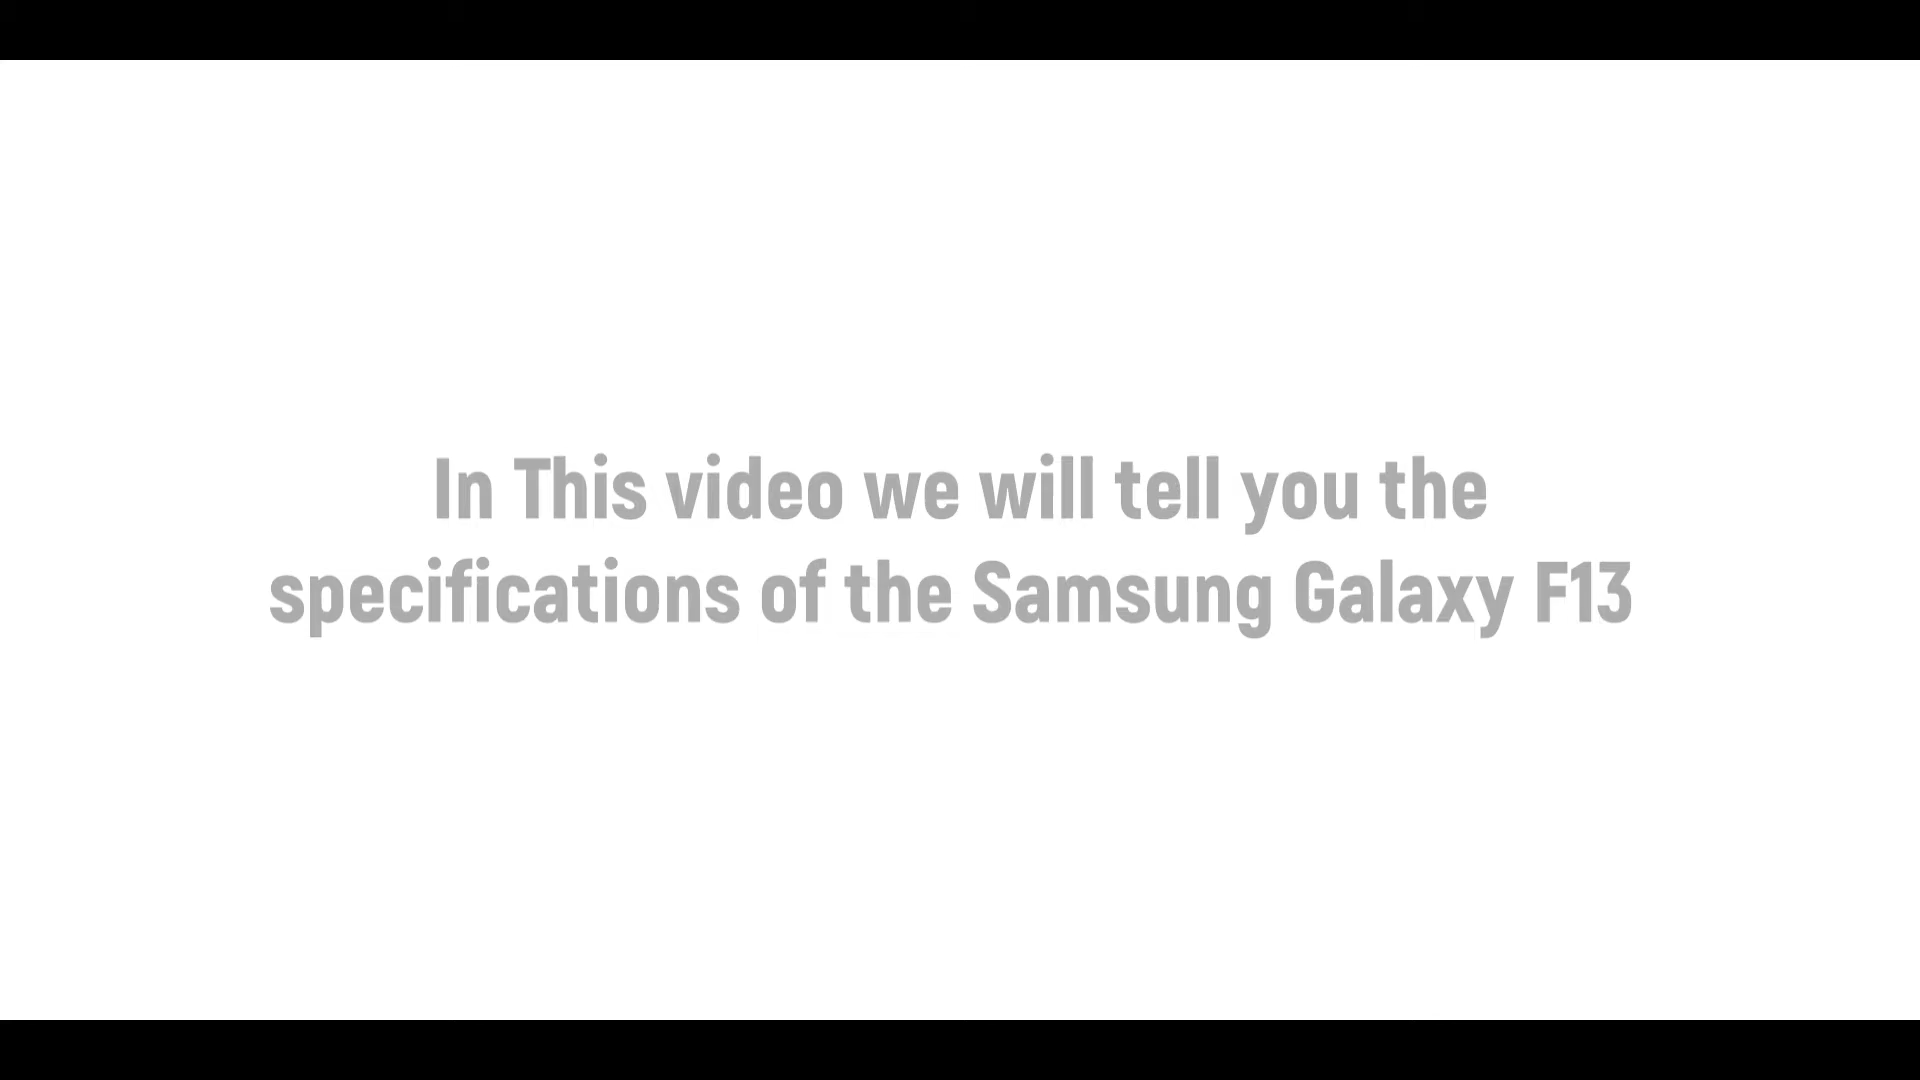 In This video we will tell you the
specifications of the Samsung Galaxy F13